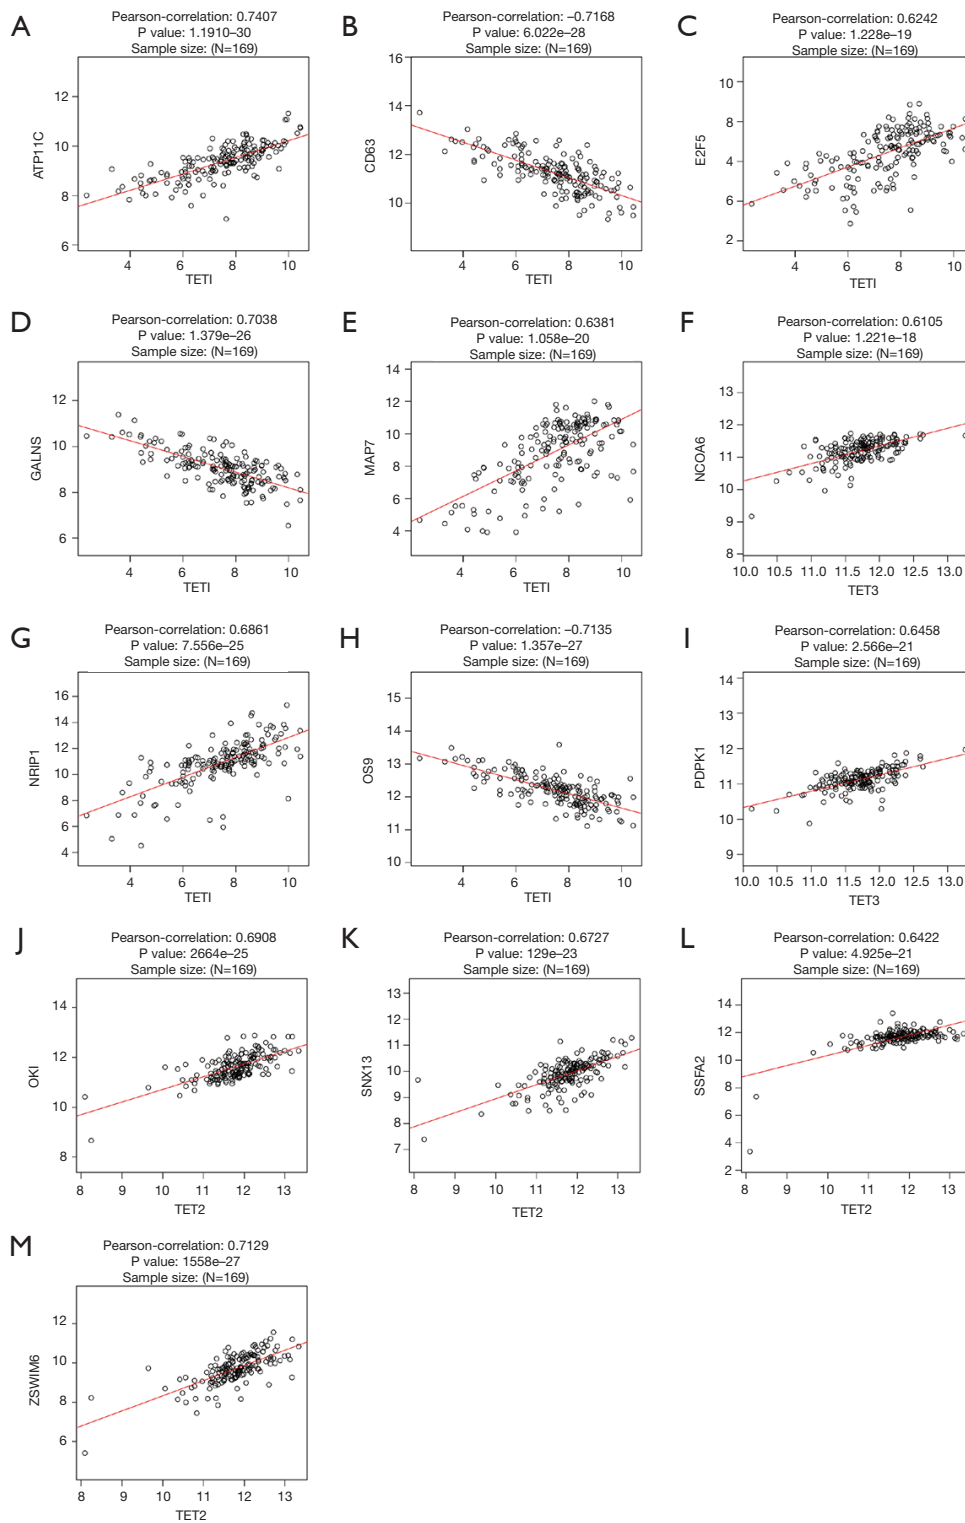 A
Pearson-correlation: 0.7407
P value: 1.1910–30
Sample size: (N=169)
12
10
8
6
ATP11C
4 6 8 10
TETI
B
Pearson-correlation: –0.7168
P value: 6.022e–28
Sample size: (N=169)
16
14
12
10
CD63
4 6 8 10
TETI
C
Pearson-correlation: 0.6242
P value: 1.228e–19
Sample size: (N=169)
10
8
4
6
2
E2F5
4 6 8 10
TETI
D
Pearson-correlation: 0.7038
P value: 1.379e–26
Sample size: (N=169)
12
10
8
6
GALNS
4 6 8 10
TETI
E
Pearson-correlation: 0.6381
P value: 1.058e–20
Sample size: (N=169)
14
12
10
8
6
4
MAP7
4 6 8 10
TETI
F
Pearson-correlation: 0.6105
P value: 1.221e–18
Sample size: (N=169)
13
12
11
10
9
8
NCOA6
10.0 10.5 11.0 11.5 12.0 12.5 13.0
TET3
G
Pearson-correlation: 0.6861
P value: 7.556e–25
Sample size: (N=169)
16
14
12
10
8
6
4
NRIP1
4 6 8 10
TETI
H
Pearson-correlation: –0.7135
P value: 1.357e–27
Sample size: (N=169)
15
14
13
12
11
10
OS9
4 6 8 10
TETI
I
Pearson-correlation: 0.6458
P value: 2.566e–21
Sample size: (N=169)
14
13
12
11
10
9
PDPK1
10.0 10.5 11.0 11.5 12.0 12.5 13.0
TET3
J
Pearson-correlation: 0.6908
P value: 2664e–25
Sample size: (N=169)
14
12
10
8
OKI
8 9 10 11 12 13
TET2
K
Pearson-correlation: 0.6727
P value: 129e–23
Sample size: (N=169)
13
12
11
10
9
8
7
SNX13
8 9 10 11 12 13
TET2
L
Pearson-correlation: 0.6422
P value: 4.925e–21
Sample size: (N=169)
14
12
10
8
6
4
2
SSFA2
8 9 10 11 12 13
TET2
M
Pearson-correlation: 0.7129
P value: 1558e–27
Sample size: (N=169)
12
10
8
6
ZSWIM6
8 9 10 11 12 13
TET2